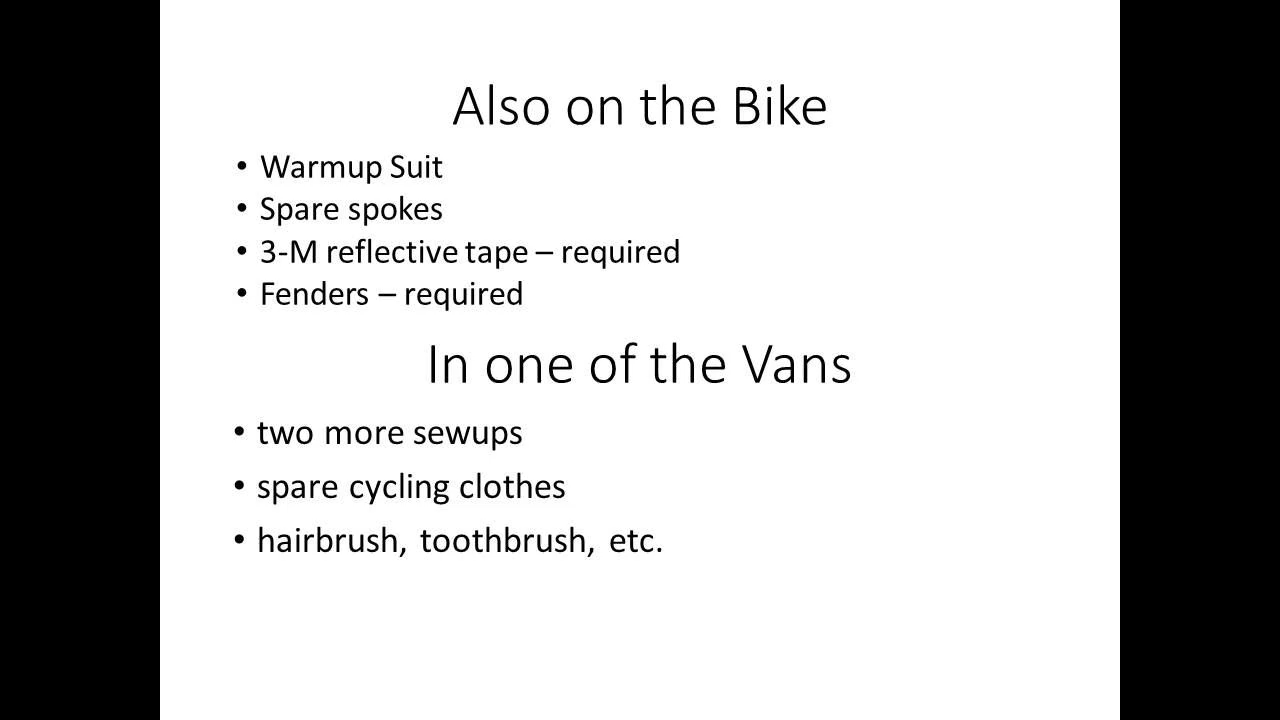 Also on the Bike
• Warmup Suit
• Spare spokes
• 3-M reflective tape – required
• Fenders – required
In one of the Vans
• two more sewups
• spare cycling clothes
• hairbrush, toothbrush, etc.